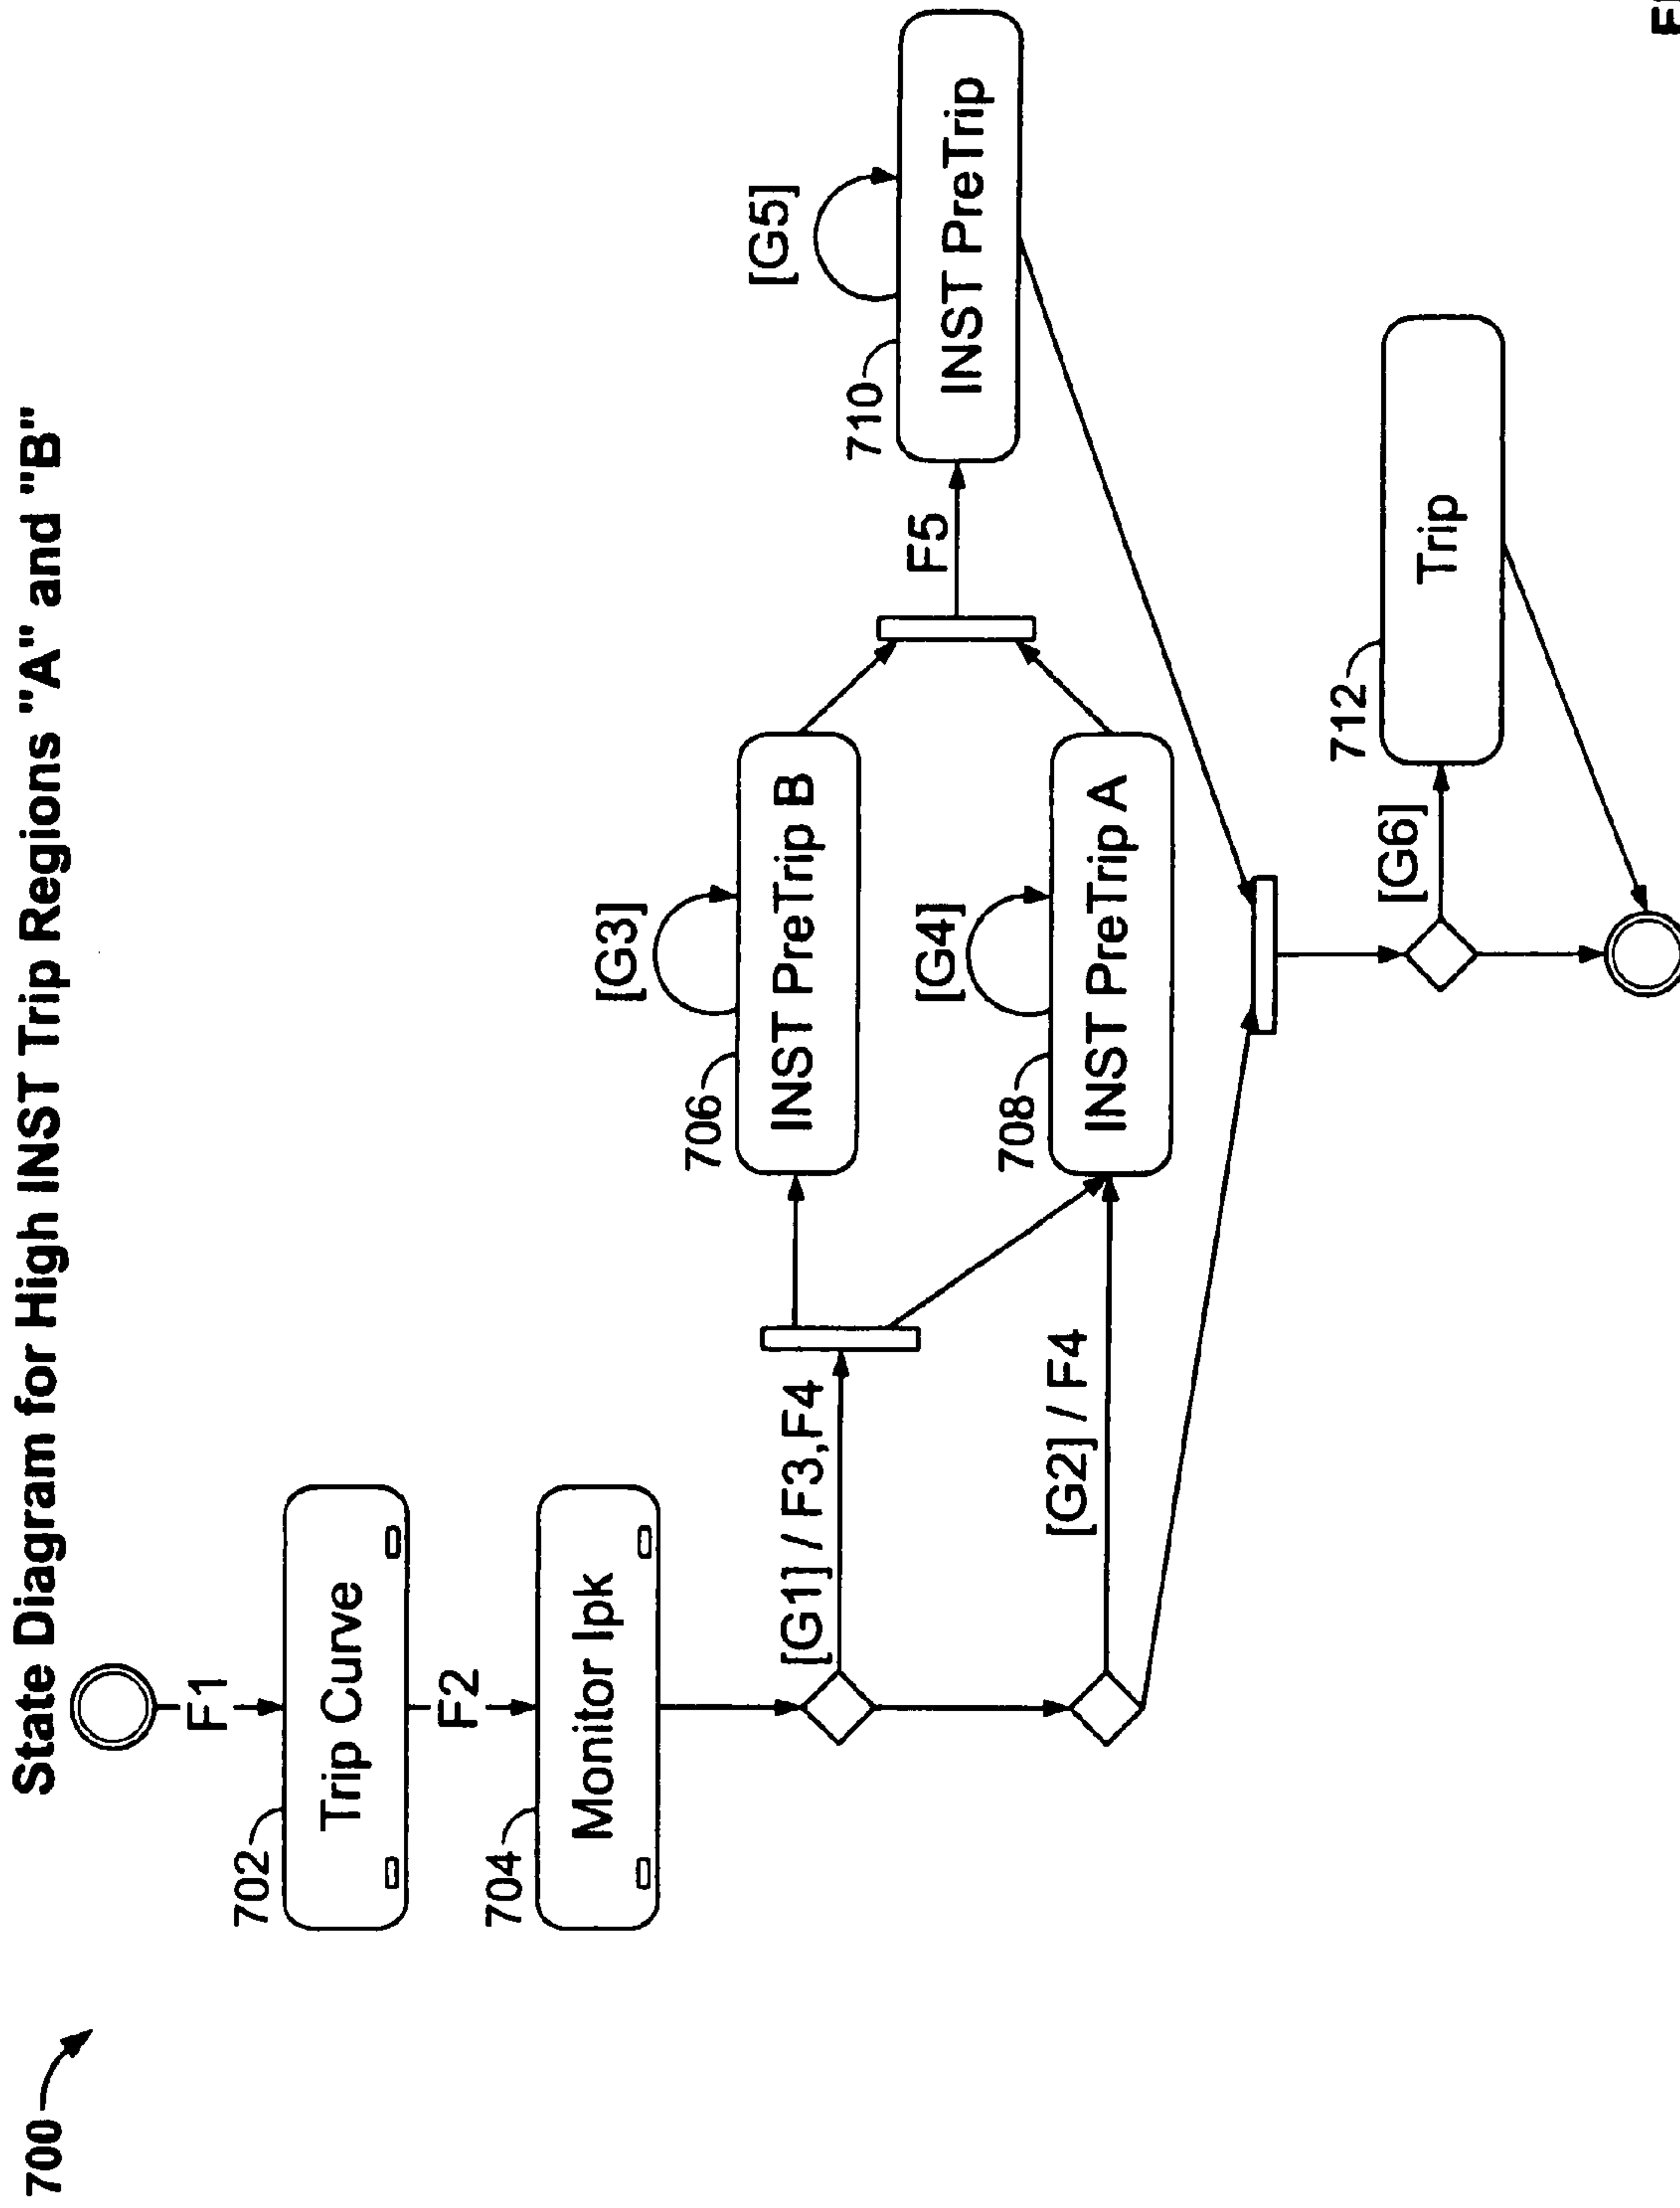 State Diagram for High INST Trip Regions "A" and "B"
700
F1
702
Trip Curve
F2
704
Monitor Ipk
[G1] / F3,F4
[G2] / F4
[G3]
706
INST PreTrip B
[G4]
708
INST PreTrip A
F5
[G5]
710
INST PreTrip
[G6]
712
Trip